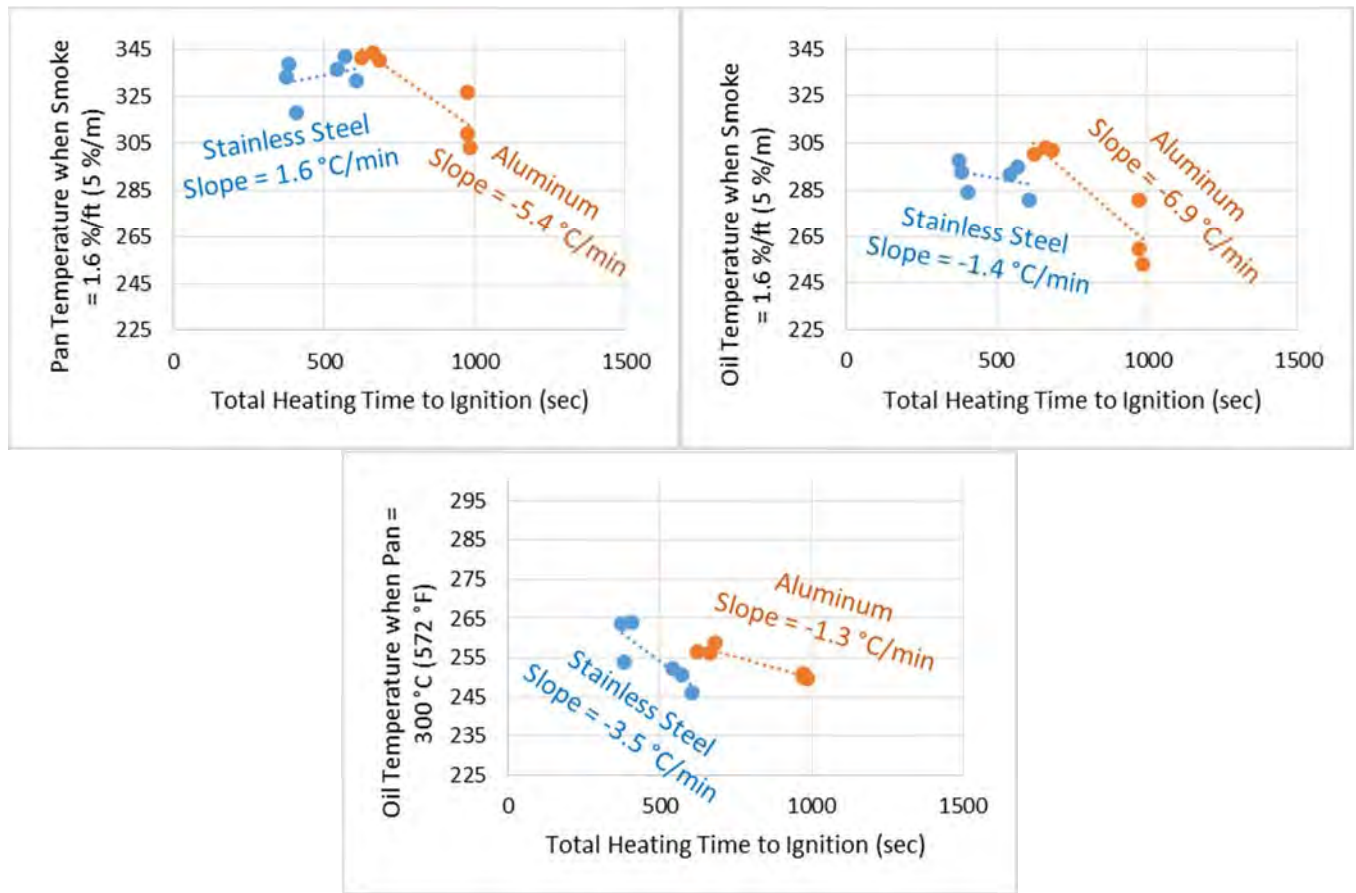 Pan Temperature when Smoke
= 1.6 %/ft (5 %/m)
345
325
305
285
265
245
225
0
500
1000
1500
Total Heating Time to Ignition (sec)
Stainless Steel
Slope = 1.6 °C/min
Aluminum
Slope = -5.4 °C/min
Oil Temperature when Smoke
= 1.6 %/ft (5 %/m)
345
325
305
285
265
245
225
0
500
1000
1500
Total Heating Time to Ignition (sec)
Stainless Steel
Slope = -1.4 °C/min
Aluminum
Slope = -6.9 °C/min
Oil Temperature when Pan =
300 °C (572 °F)
295
285
275
265
255
245
235
225
0
500
1000
1500
Total Heating Time to Ignition (sec)
Stainless Steel
Slope = -3.5 °C/min
Aluminum
Slope = -1.3 °C/min